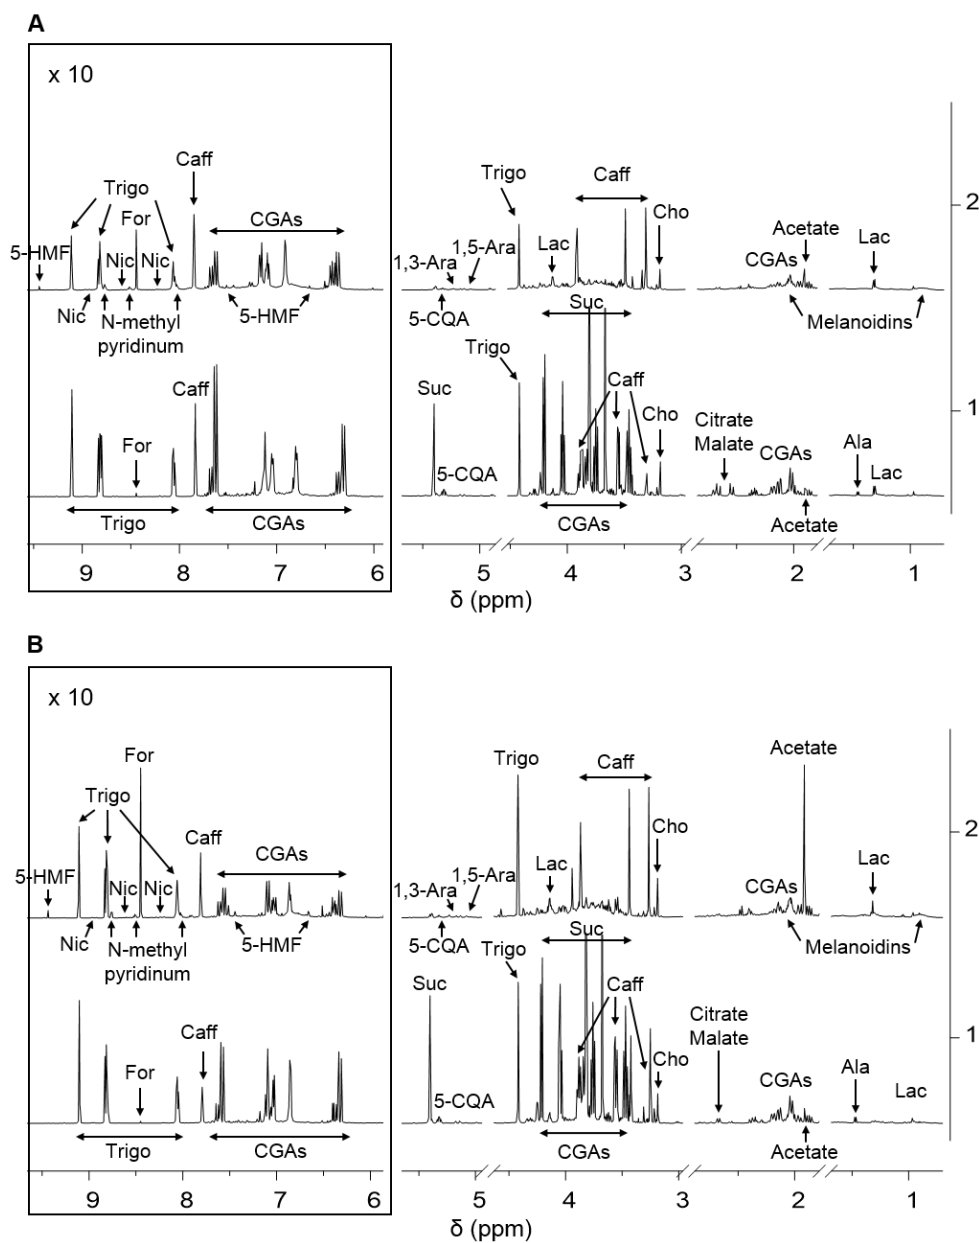 A
x 10
Caff
Trigo
For
CGAs
5-HMF
Nic
Nic
Nic
N-methyl
pyridinum
5-HMF
Trigo
Caff
Cho
1,3-Ara
1,5-Ara
Lac
5-CQA
Acetate
CGAs
Lac
Melanoidins
2
Caff
For
Trigo
CGAs
Suc
Trigo
Suc
5-CQA
Caff
Cho
CGAs
Citrate
Malate
CGAs
Ala
Lac
Acetate
1
9 8 7 6 5 4 3 2 1
δ (ppm)
B
x 10
For
Trigo
Caff
CGAs
5-HMF
Nic
Nic
Nic
N-methyl
pyridinum
5-HMF
Trigo
Caff
Cho
1,3-Ara
1,5-Ara
Lac
5-CQA
Acetate
CGAs
Lac
Melanoidins
2
Caff
For
Trigo
CGAs
Suc
Trigo
Suc
5-CQA
Caff
Cho
CGAs
Citrate
Malate
CGAs
Ala
Lac
Acetate
1
9 8 7 6 5 4 3 2 1
δ (ppm)